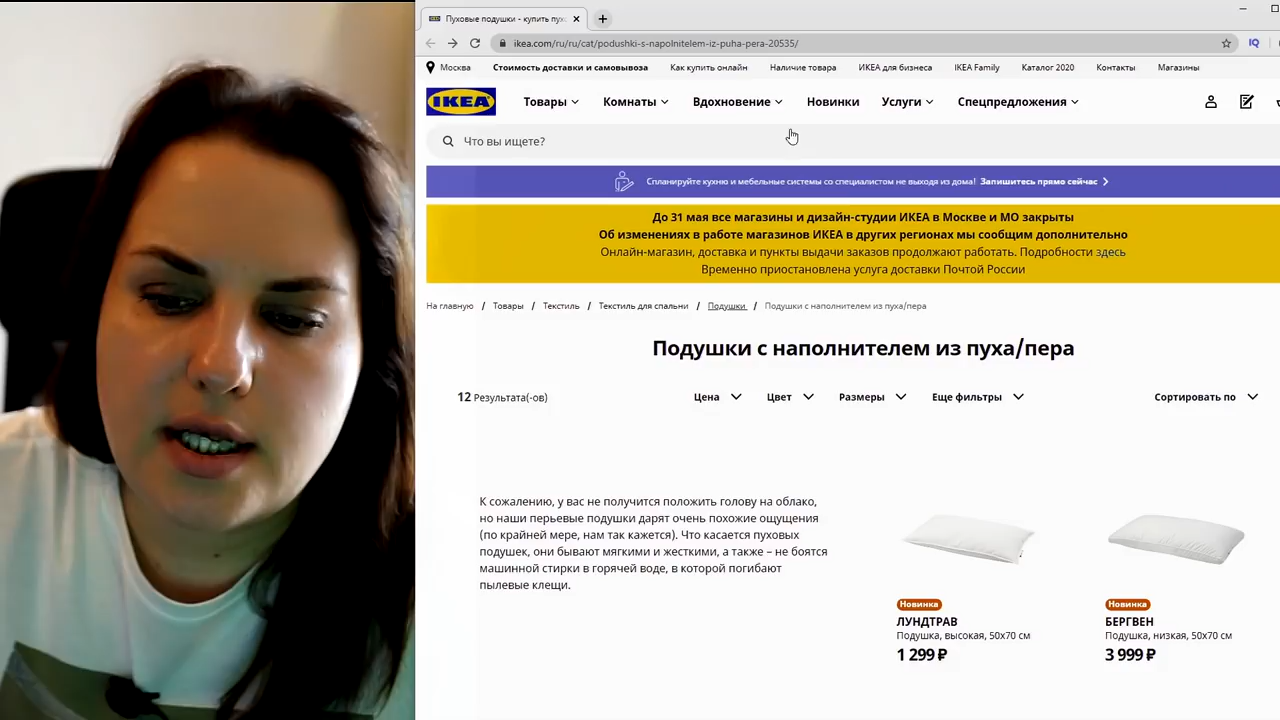 Пуховые подушки - купить пух
ikea.com/ru/ru/cat/podushki-s-napolnitelem-iz-puha-pera-20535/
IQ
Москва
Стоимость доставки и самовывоза
Как купить онлайн
Наличие товара
ИКЕА для бизнеса
IKEA Family
Каталог 2020
Контакты
Магазины
IKEA
Товары
Комнаты
Вдохновение
Новинки
Услуги
Спецпредложения
Что вы ищете?
Спланируйте кухню и мебельные системы со специалистом не выходя из дома! Запишитесь прямо сейчас
До 31 мая все магазины и дизайн-студии ИКЕА в Москве и МО закрыты
Об изменениях в работе магазинов ИКЕА в других регионах мы сообщим дополнительно
Онлайн-магазин, доставка и пункты выдачи заказов продолжают работать. Подробности здесь
Временно приостановлена услуга доставки Почтой России
На главную / Товары / Текстиль / Текстиль для спальни / Подушки / Подушки с наполнителем из пуха/пера
Подушки с наполнителем из пуха/пера
12 Результата(-ов)
Цена
Цвет
Размеры
Еще фильтры
Сортировать по
К сожалению, у вас не получится положить голову на облако,
но наши перьевые подушки дарят очень похожие ощущения
(по крайней мере, нам так кажется). Что касается пуховых
подушек, они бывают мягкими и жесткими, а также – не боятся
машинной стирки в горячей воде, в которой погибают
пылевые клещи.
Новинка
ЛУНДТРАВ
Подушка, высокая, 50x70 см
1 299 ₽
Новинка
БЕРГВЕН
Подушка, низкая, 50x70 см
3 999 ₽